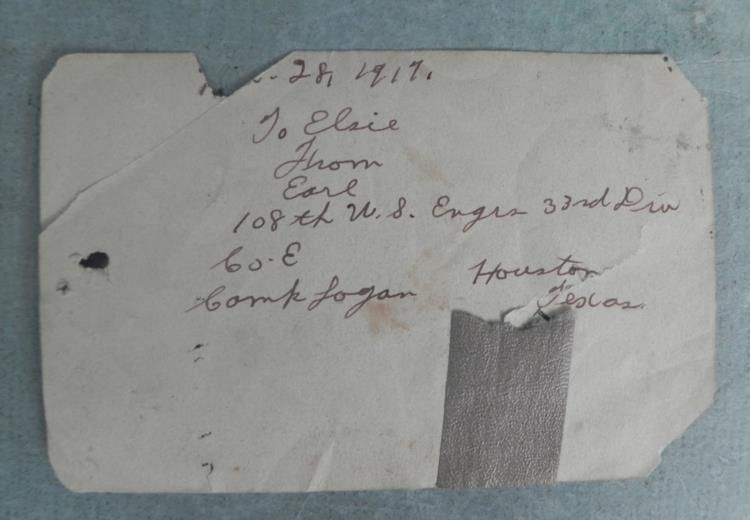 28, 1917.
To Elsie
From
Earl
108th U.S. Engrs 33rd Div
Co. E
Camp Logan Houston
Texas.